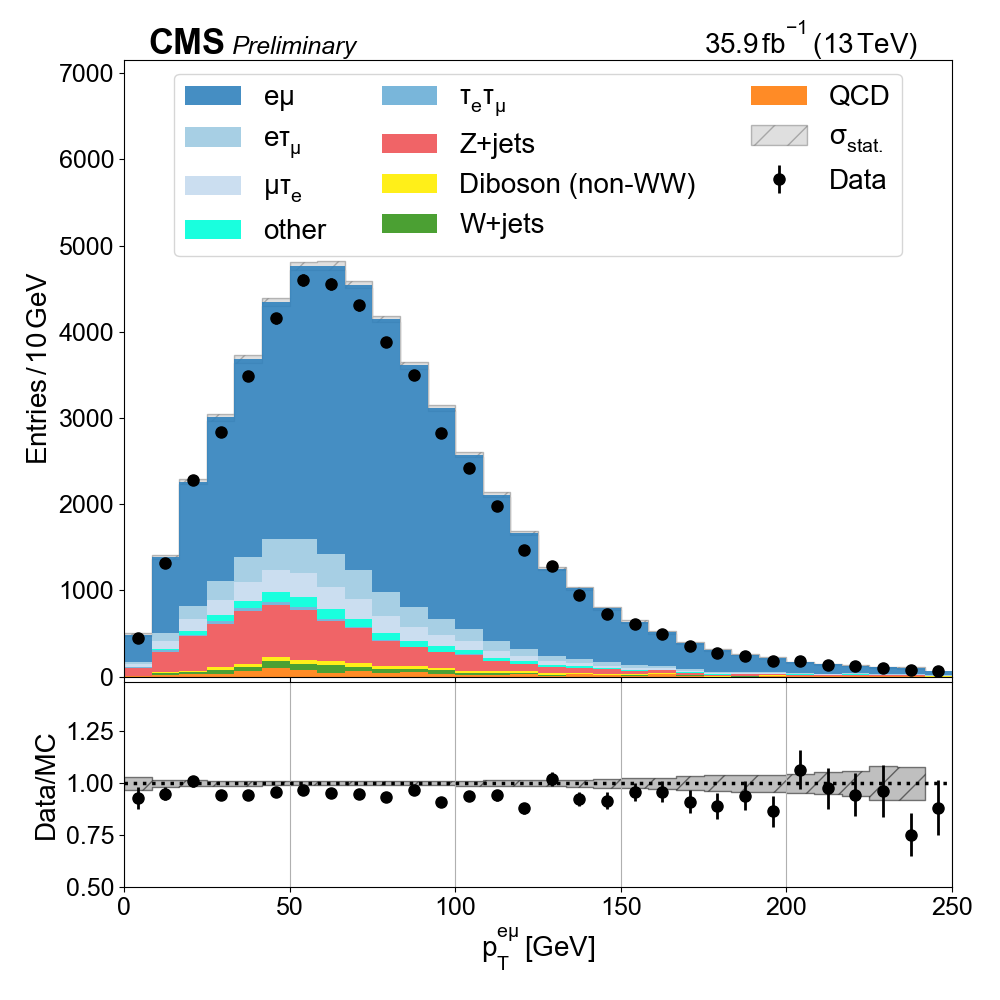 CMS Preliminary 35.9 fb⁻¹ (13 TeV)
7000
6000
5000
4000
3000
2000
1000
0
Entries / 10 GeV
eμ
eτμ
μτe
other
τeτμ
Z+jets
Diboson (non-WW)
W+jets
QCD
σstat.
Data
1.25
1.00
0.75
0.50
Data/MC
0 50 100 150 200 250
pTeμ [GeV]